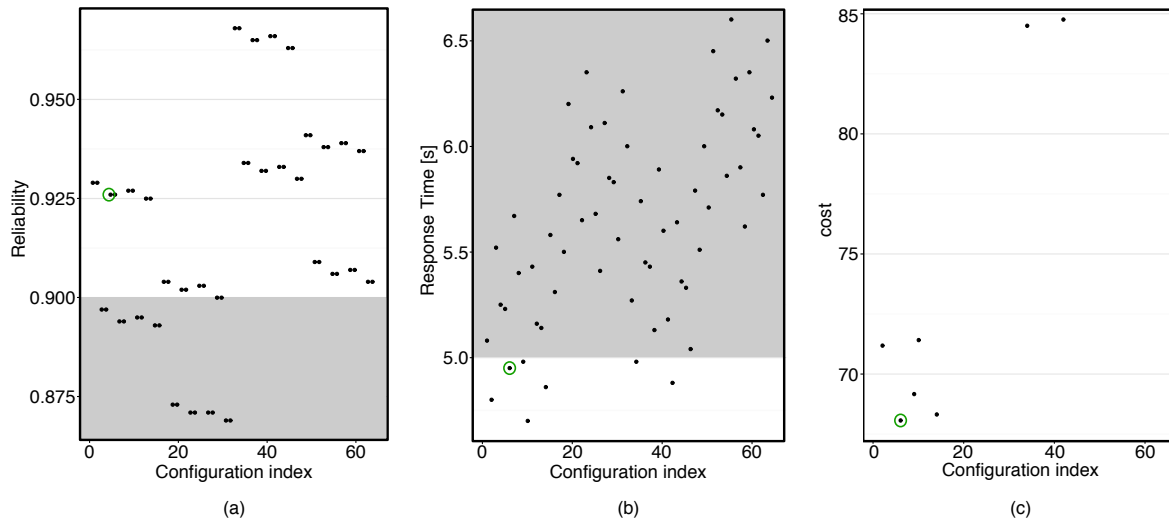 Reliability
0.950
0.925
0.900
0.875
0
20
40
60
Configuration index
(a)
Response Time [s]
6.5
6.0
5.5
5.0
0
20
40
60
Configuration index
(b)
cost
85
80
75
70
0
20
40
60
Configuration index
(c)